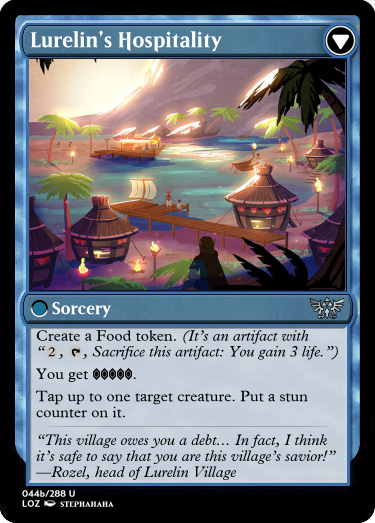 Lurelin's Hospitality
Sorcery
Create a Food token. (It's an artifact with
"2, , Sacrifice this artifact: You gain 3 life.")
You get .
Tap up to one target creature. Put a stun
counter on it.
"This village owes you a debt... In fact, I think
it's safe to say that you are this village's savior!"
—Rozel, head of Lurelin Village
044b/288 U
LOZ STEPHAHAHA